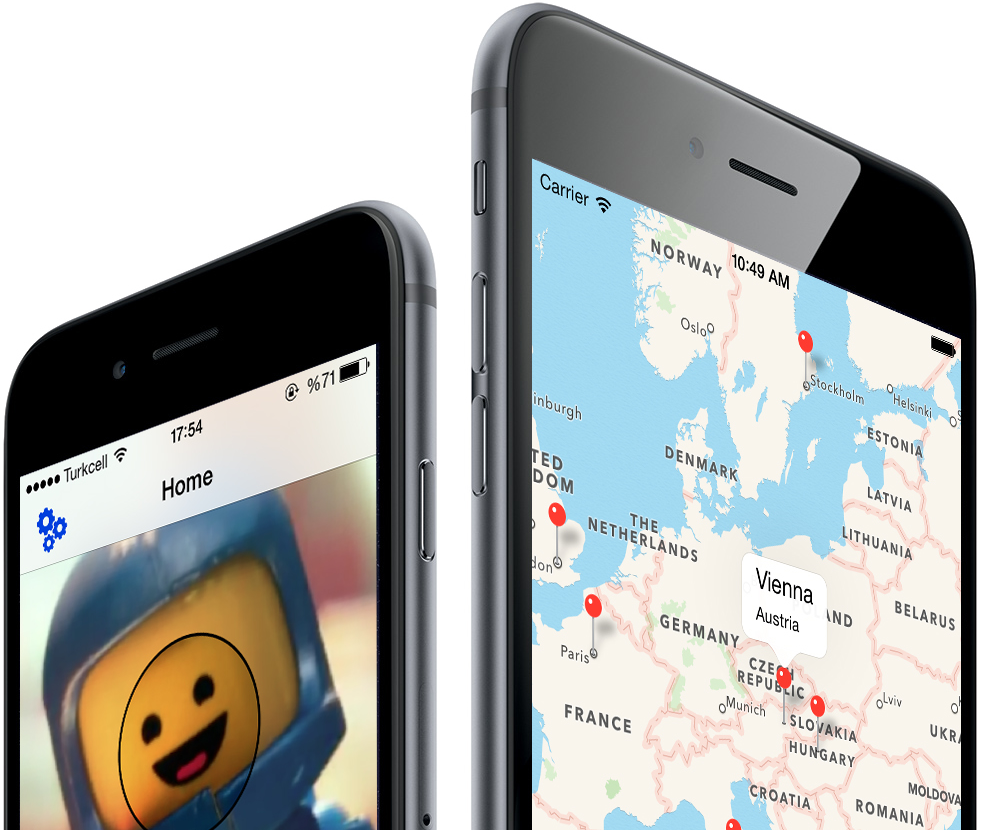 ●●●●● Turkcell
17:54
%71
Home
Carrier
10:49 AM
NORWAY
Oslo
Stockholm
Helsinki
inburgh
ESTONIA
TED
DOM
DENMARK
LATVIA
THE
NETHERLANDS
LITHUANIA
don
Vienna
Austria
AND
BELARUS
Paris
GERMANY
CZECH
REPUBLIC
Munich
Lviv
FRANCE
SLOVAKIA
UKRA
HUNGARY
CROATIA
MOLDOVA
ROMANIA